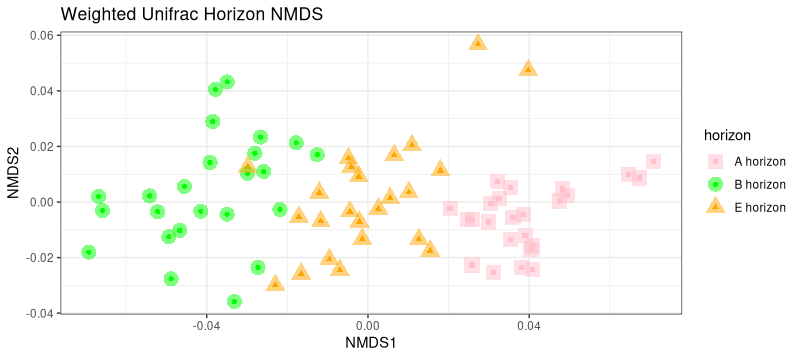 Weighted Unifrac Horizon NMDS
0.06
0.04
0.02
0.00
-0.02
-0.04
NMDS2
-0.04
0.00
0.04
NMDS1
horizon
A horizon
B horizon
E horizon